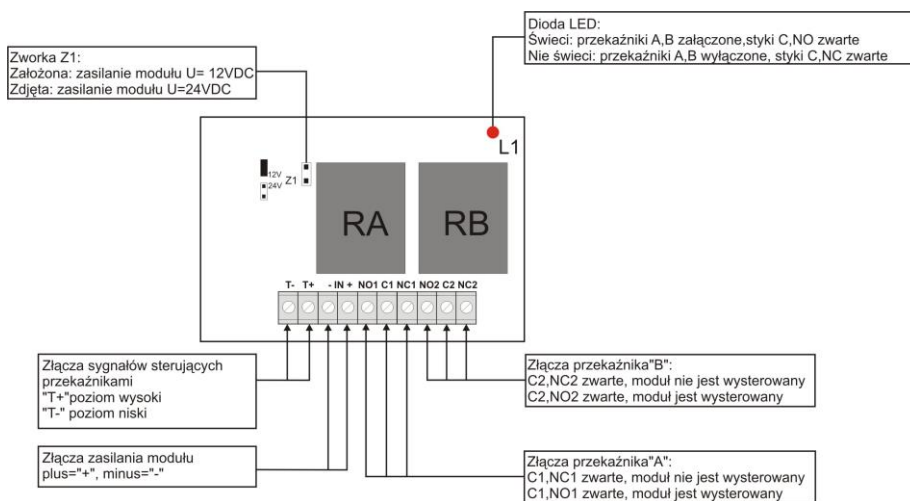 Dioda LED:
Świeci: przekaźniki A,B załączone,styki C,NO zwarte
Nie świeci: przekaźniki A,B wyłączone, styki C,NC zwarte
Zworka Z1:
Założona: zasilanie modułu U= 12VDC
Zdjęta: zasilanie modułu U=24VDC
L1
12V
24V
Z1
RA
RB
T- T+ - IN + NO1 C1 NC1 NO2 C2 NC2
Złącza sygnałów sterujących
przekaźnikami
"T+"poziom wysoki
"T-" poziom niski
Złącza przekaźnika"B":
C2,NC2 zwarte, moduł nie jest wysterowany
C2,NO2 zwarte, moduł jest wysterowany
Złącza zasilania modułu
plus="+", minus="-"
Złącza przekaźnika"A":
C1,NC1 zwarte, moduł nie jest wysterowany
C1,NO1 zwarte, moduł jest wysterowany